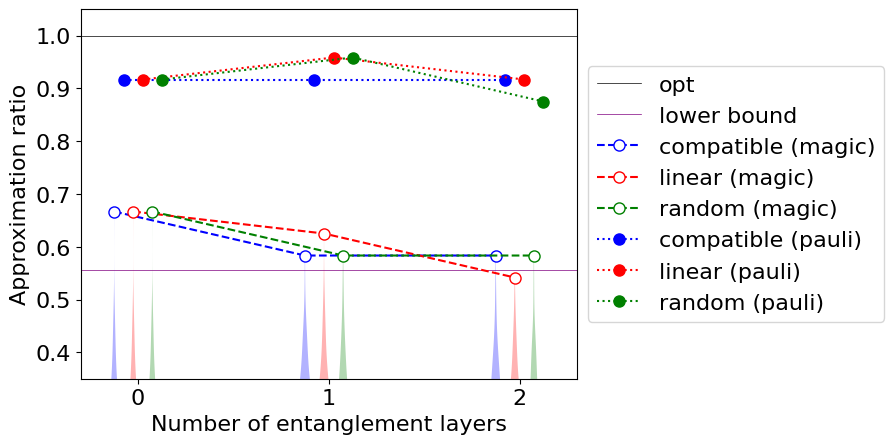 Approximation ratio
1.0
0.9
0.8
0.7
0.6
0.5
0.4
0
1
2
Number of entanglement layers
opt
lower bound
compatible (magic)
linear (magic)
random (magic)
compatible (pauli)
linear (pauli)
random (pauli)